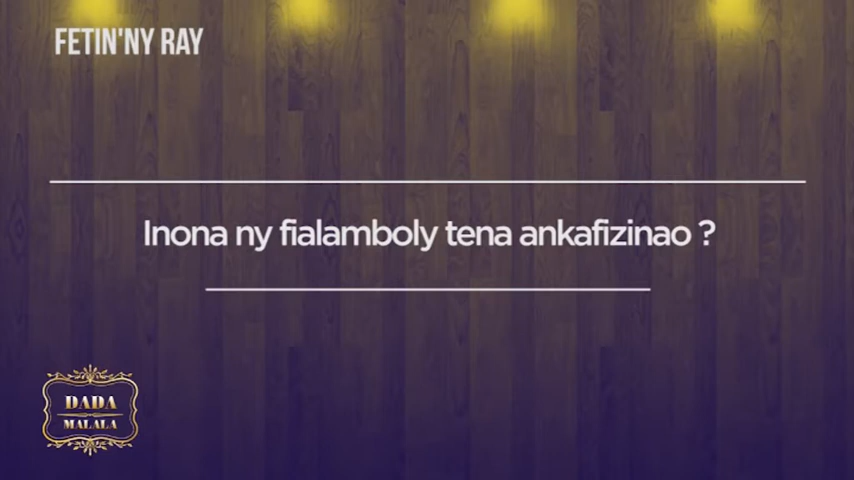 FETIN'NY RAY
Inona ny fialamboly tena ankafizinao ?
DADA
MALALA